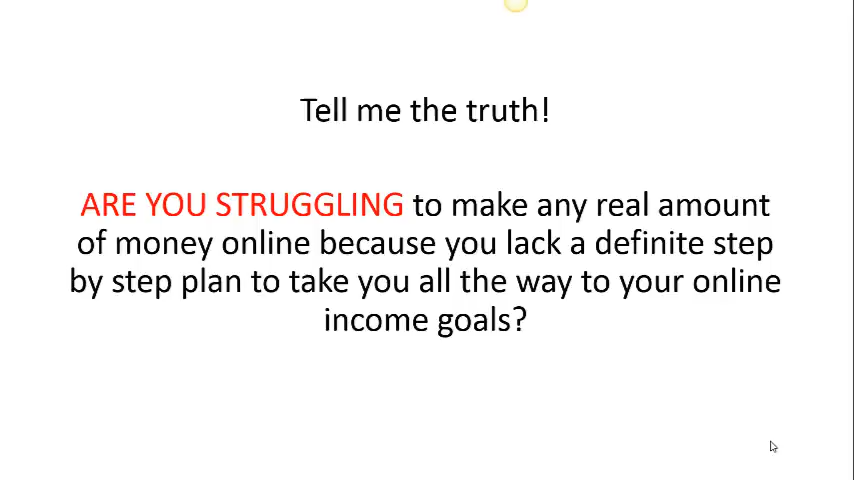 Tell me the truth!
ARE YOU STRUGGLING to make any real amount
of money online because you lack a definite step
by step plan to take you all the way to your online
income goals?